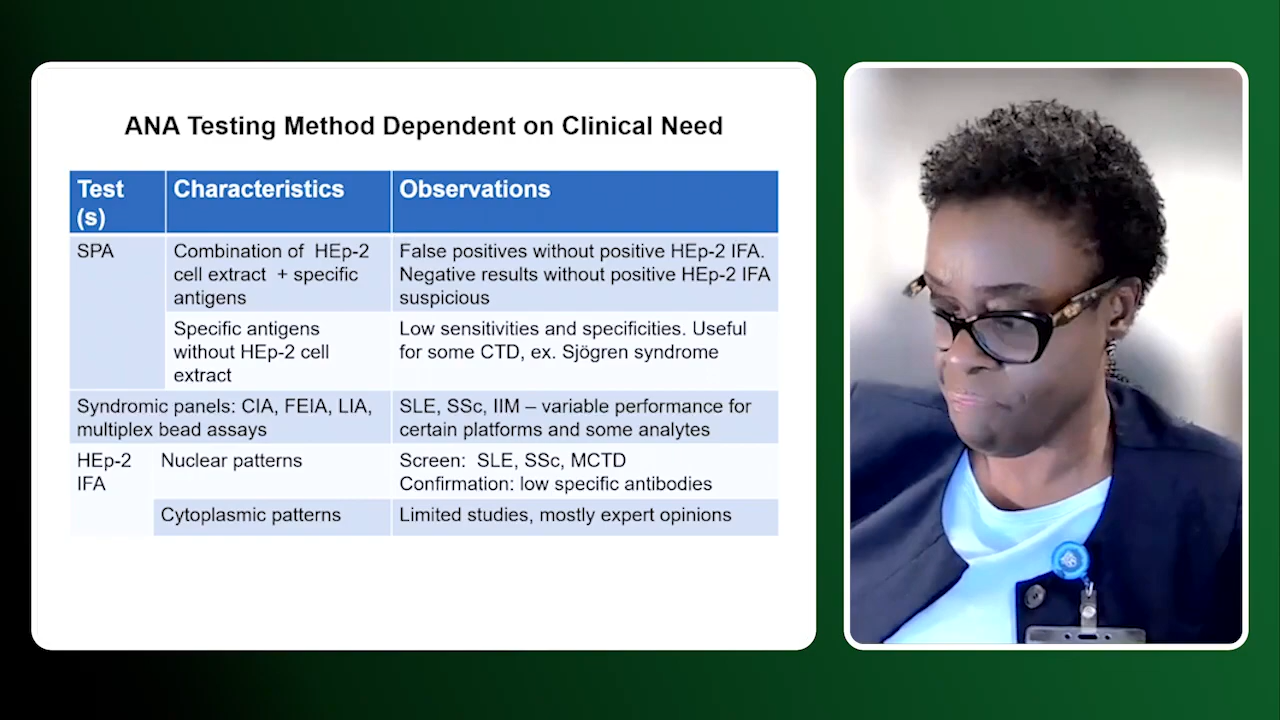 ANA Testing Method Dependent on Clinical Need
Test
(s)
Characteristics
Observations
SPA
Combination of HEp-2
cell extract + specific
antigens
False positives without positive HEp-2 IFA.
Negative results without positive HEp-2 IFA
suspicious
Specific antigens
without HEp-2 cell
extract
Low sensitivities and specificities. Useful
for some CTD, ex. Sjögren syndrome
Syndromic panels: CIA, FEIA, LIA,
multiplex bead assays
SLE, SSc, IIM – variable performance for
certain platforms and some analytes
HEp-2
IFA
Nuclear patterns
Screen: SLE, SSc, MCTD
Confirmation: low specific antibodies
Cytoplasmic patterns
Limited studies, mostly expert opinions